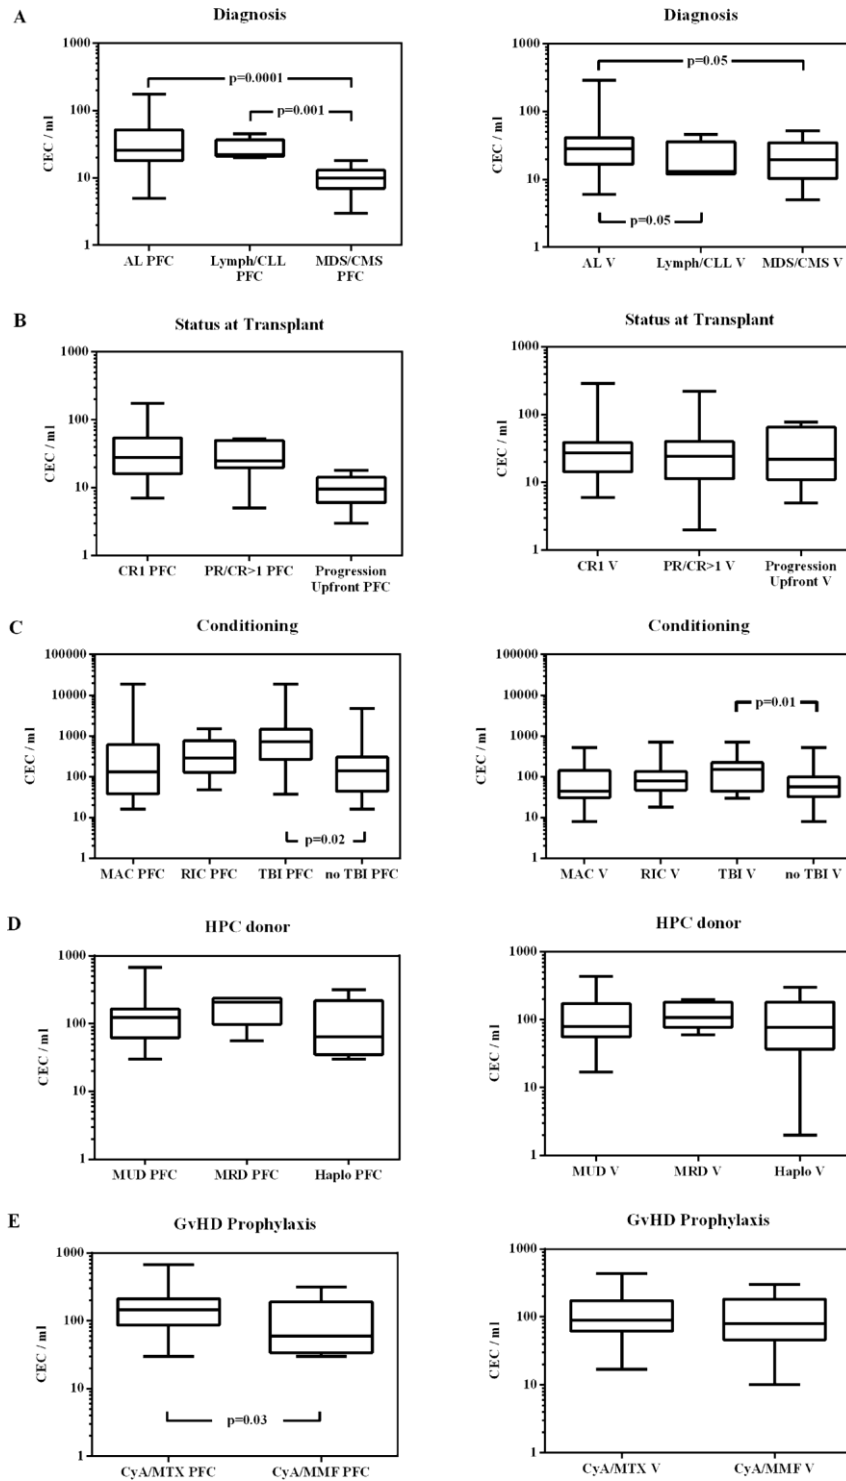 A
Diagnosis
1000
100
10
1
CEC / ml
p=0.0001
p=0.001
AL PFC
Lymph/CLL PFC
MDS/CMS PFC
Diagnosis
1000
100
10
1
CEC / ml
p=0.05
p=0.05
AL V
Lymph/CLL V
MDS/CMS V
B
Status at Transplant
1000
100
10
1
CEC / ml
CR1 PFC
PR/CR>1 PFC
Progression
Upfront PFC
Status at Transplant
1000
100
10
1
CEC / ml
CR1 V
PR/CR>1 V
Progression
Upfront V
C
Conditioning
100000
10000
1000
100
10
1
CEC / ml
p=0.02
MAC PFC
RIC PFC
TBI PFC
no TBI PFC
Conditioning
100000
10000
1000
100
10
1
CEC / ml
p=0.01
MAC V
RIC V
TBI V
no TBI V
D
HPC donor
1000
100
10
1
CEC / ml
MUD PFC
MRD PFC
Haplo PFC
HPC donor
1000
100
10
1
CEC / ml
MUD V
MRD V
Haplo V
E
GvHD Prophylaxis
1000
100
10
1
CEC / ml
p=0.03
CyA/MTX PFC
CyA/MMF PFC
GvHD Prophylaxis
1000
100
10
1
CEC / ml
CyA/MTX V
CyA/MMF V